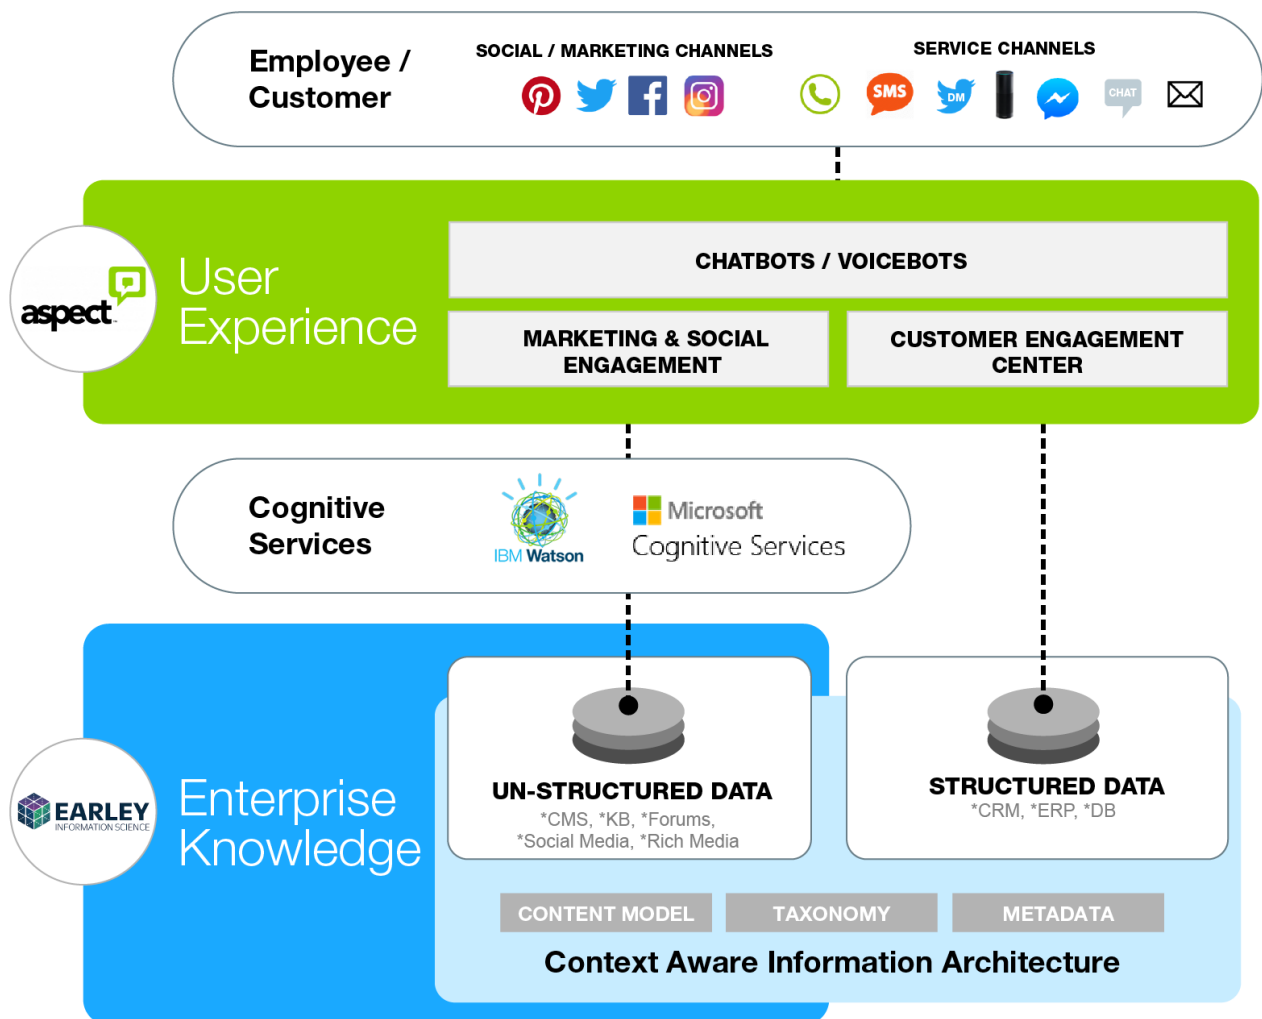 Employee /
Customer
SOCIAL / MARKETING CHANNELS
SERVICE CHANNELS
SMS
DM
CHAT
aspect
User
Experience
CHATBOTS / VOICEBOTS
MARKETING & SOCIAL
ENGAGEMENT
CUSTOMER ENGAGEMENT
CENTER
Cognitive
Services
IBM Watson
Microsoft
Cognitive Services
EARLEY
INFORMATION SCIENCE
Enterprise
Knowledge
UN-STRUCTURED DATA
*CMS, *KB, *Forums,
*Social Media, *Rich Media
STRUCTURED DATA
*CRM, *ERP, *DB
CONTENT MODEL
TAXONOMY
METADATA
Context Aware Information Architecture